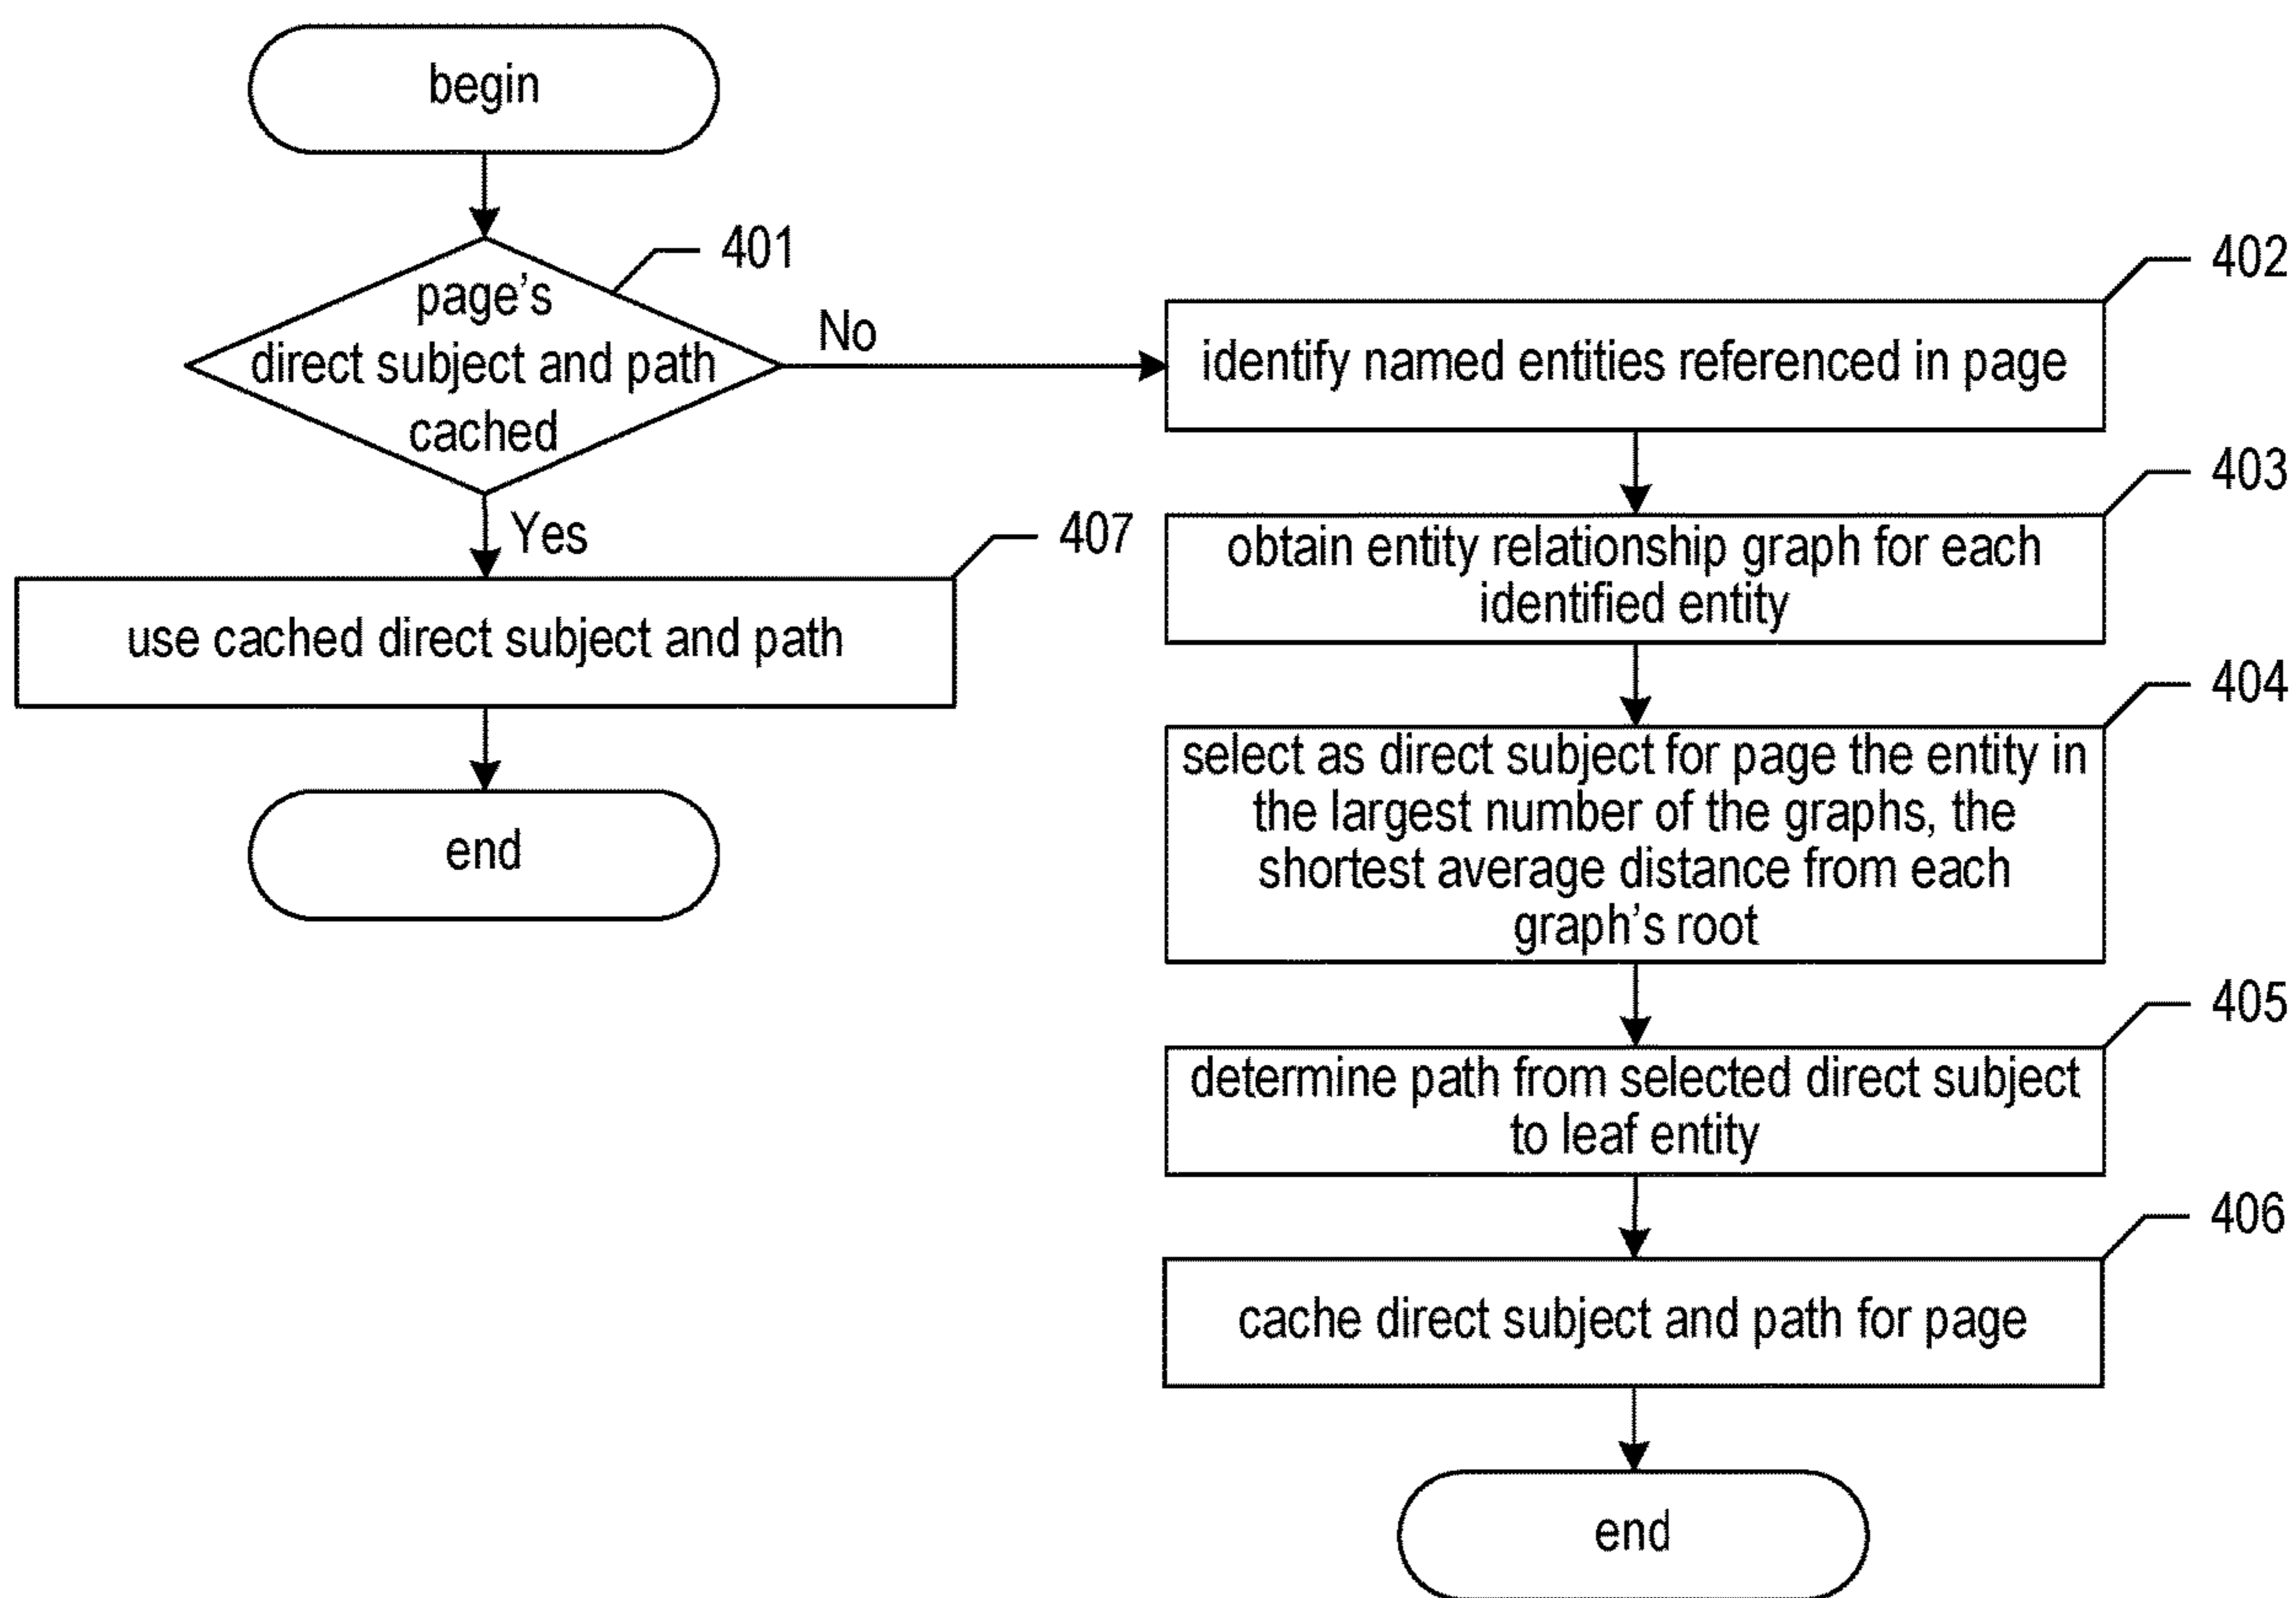 begin
401
page's
direct subject and path
cached
No
Yes
407
use cached direct subject and path
end
402
identify named entities referenced in page
403
obtain entity relationship graph for each
identified entity
404
select as direct subject for page the entity in
the largest number of the graphs, the
shortest average distance from each
graph's root
405
determine path from selected direct subject
to leaf entity
406
cache direct subject and path for page
end